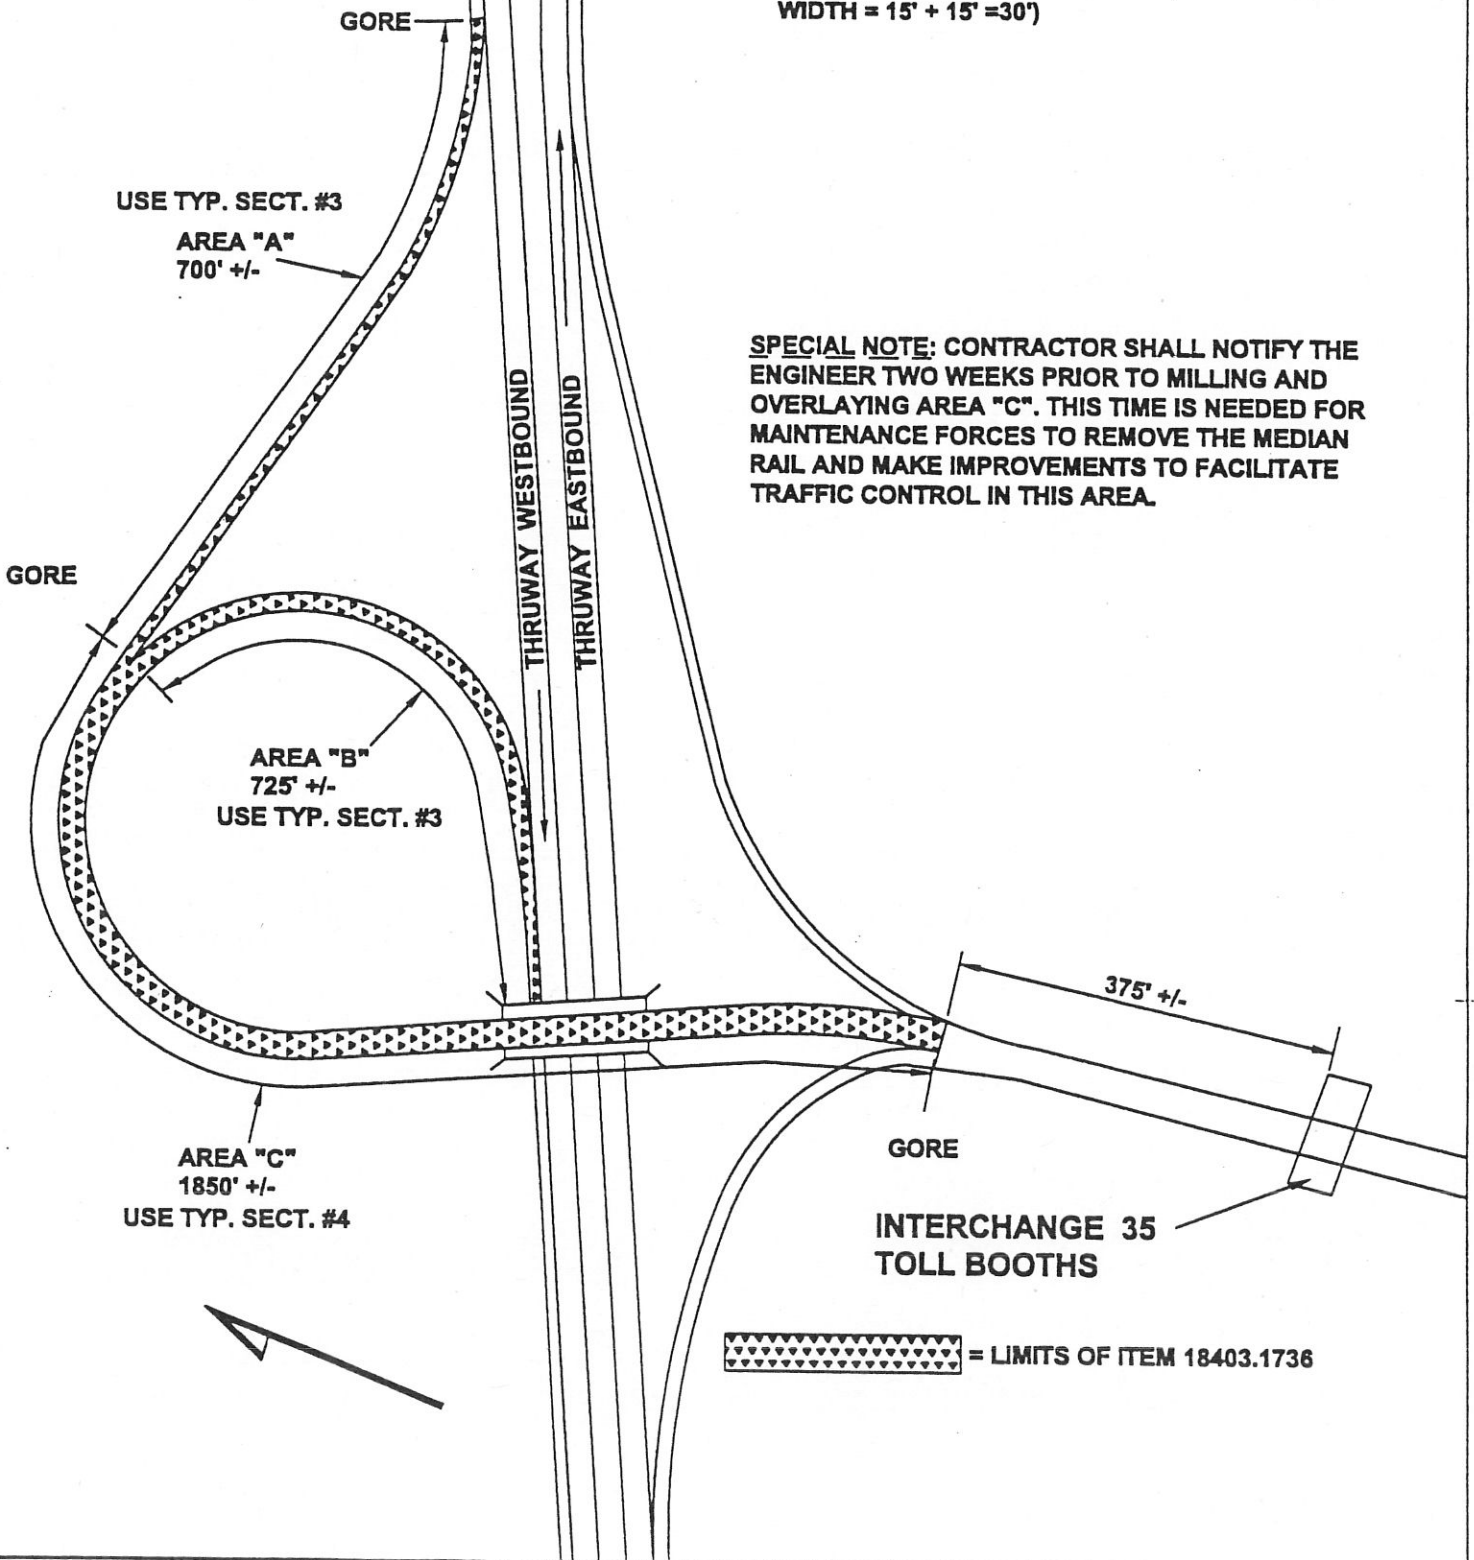 GORE
WIDTH = 15' + 15' =30')
USE TYP. SECT. #3
AREA "A"
700' +/-
SPECIAL NOTE: CONTRACTOR SHALL NOTIFY THE
ENGINEER TWO WEEKS PRIOR TO MILLING AND
OVERLAYING AREA "C". THIS TIME IS NEEDED FOR
MAINTENANCE FORCES TO REMOVE THE MEDIAN
RAIL AND MAKE IMPROVEMENTS TO FACILITATE
TRAFFIC CONTROL IN THIS AREA.
THRUWAY WESTBOUND
THRUWAY EASTBOUND
GORE
AREA "B"
725' +/-
USE TYP. SECT. #3
375' +/-
AREA "C"
1850' +/-
USE TYP. SECT. #4
GORE
INTERCHANGE 35
TOLL BOOTHS
= LIMITS OF ITEM 18403.1736